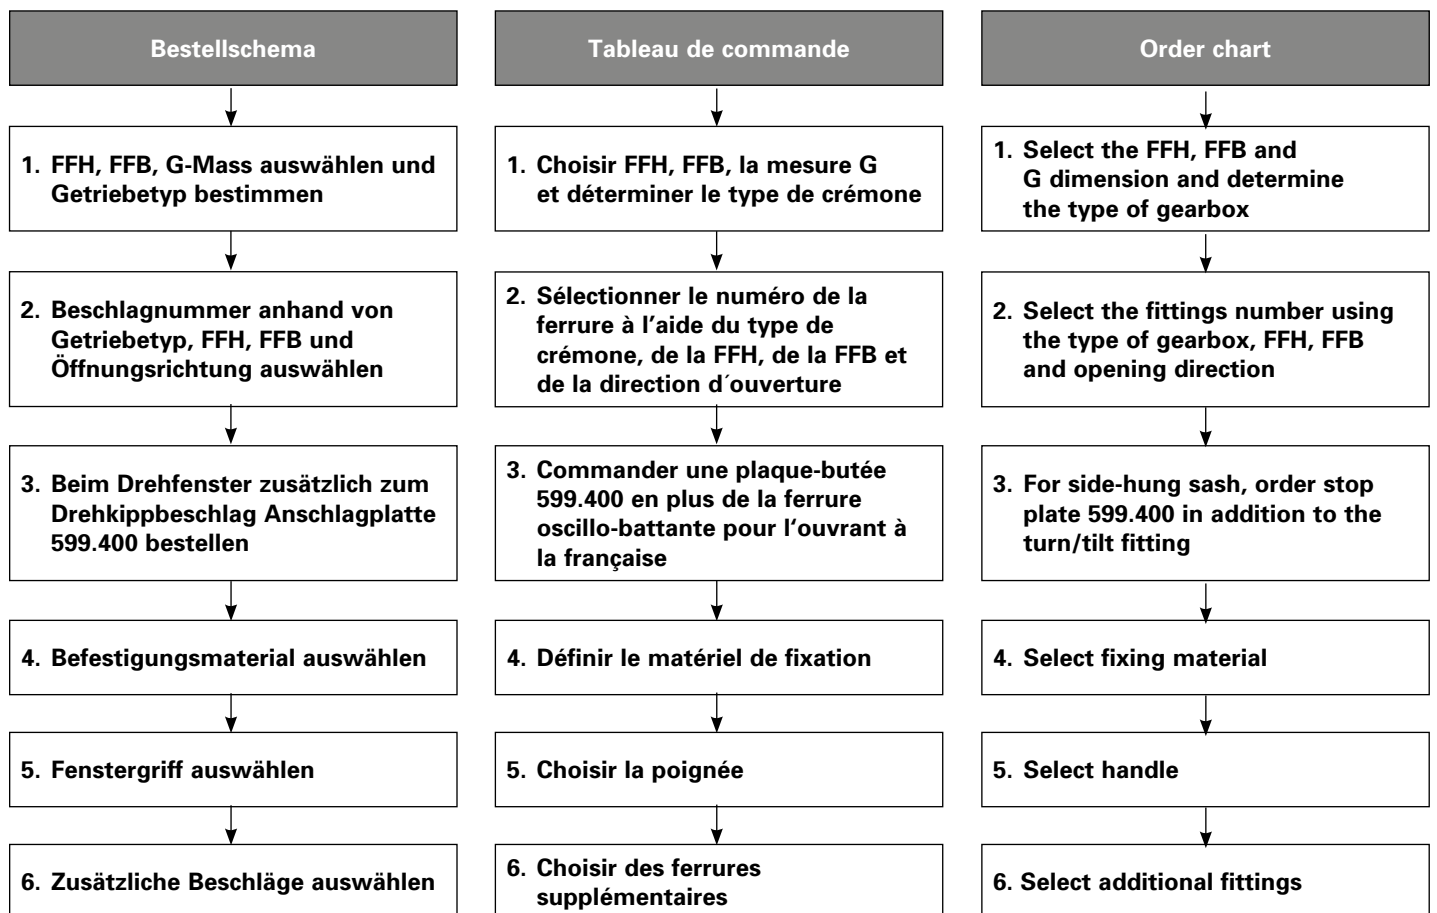 Bestellschema
1. FFH, FFB, G-Mass auswählen und
Getriebetyp bestimmen
2. Beschlagnummer anhand von
Getriebetyp, FFH, FFB und
Öffnungsrichtung auswählen
3. Beim Drehfenster zusätzlich zum
Drehkippbeschlag Anschlagplatte
599.400 bestellen
4. Befestigungsmaterial auswählen
5. Fenstergriff auswählen
6. Zusätzliche Beschläge auswählen
Tableau de commande
1. Choisir FFH, FFB, la mesure G
et déterminer le type de crémone
2. Sélectionner le numéro de la
ferrure à l’aide du type de
crémone, de la FFH, de la FFB et
de la direction d´ouverture
3. Commander une plaque-butée
599.400 en plus de la ferrure
oscillo-battante pour l‘ouvrant à
la française
4. Définir le matériel de fixation
5. Choisir la poignée
6. Choisir des ferrures
supplémentaires
Order chart
1. Select the FFH, FFB and
G dimension and determine
the type of gearbox
2. Select the fittings number using
the type of gearbox, FFH, FFB
and opening direction
3. For side-hung sash, order stop
plate 599.400 in addition to the
turn/tilt fitting
4. Select fixing material
5. Select handle
6. Select additional fittings